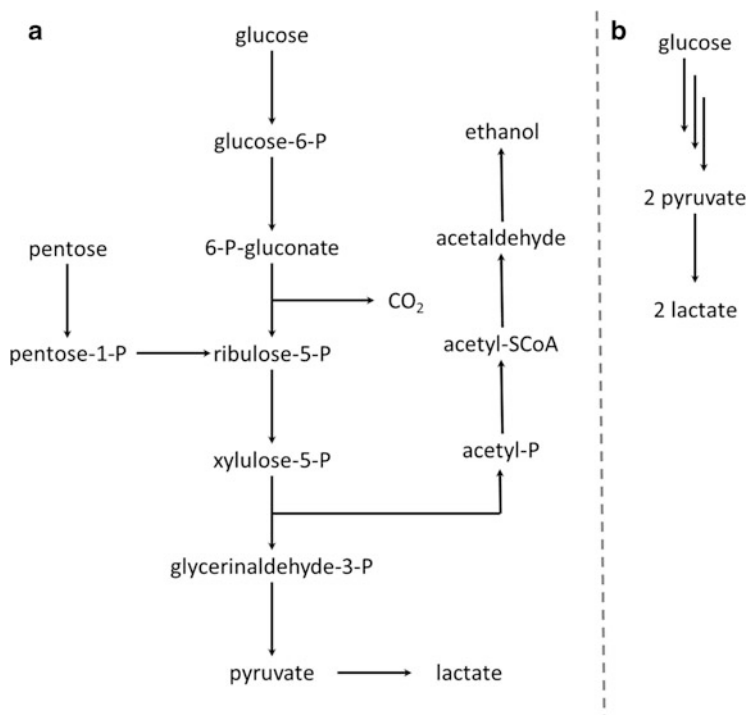 a
glucose
glucose-6-P
6-P-gluconate
CO₂
pentose
pentose-1-P
ribulose-5-P
xylulose-5-P
glycerinaldehyde-3-P
pyruvate
lactate
ethanol
acetaldehyde
acetyl-SCoA
acetyl-P
b
glucose
2 pyruvate
2 lactate